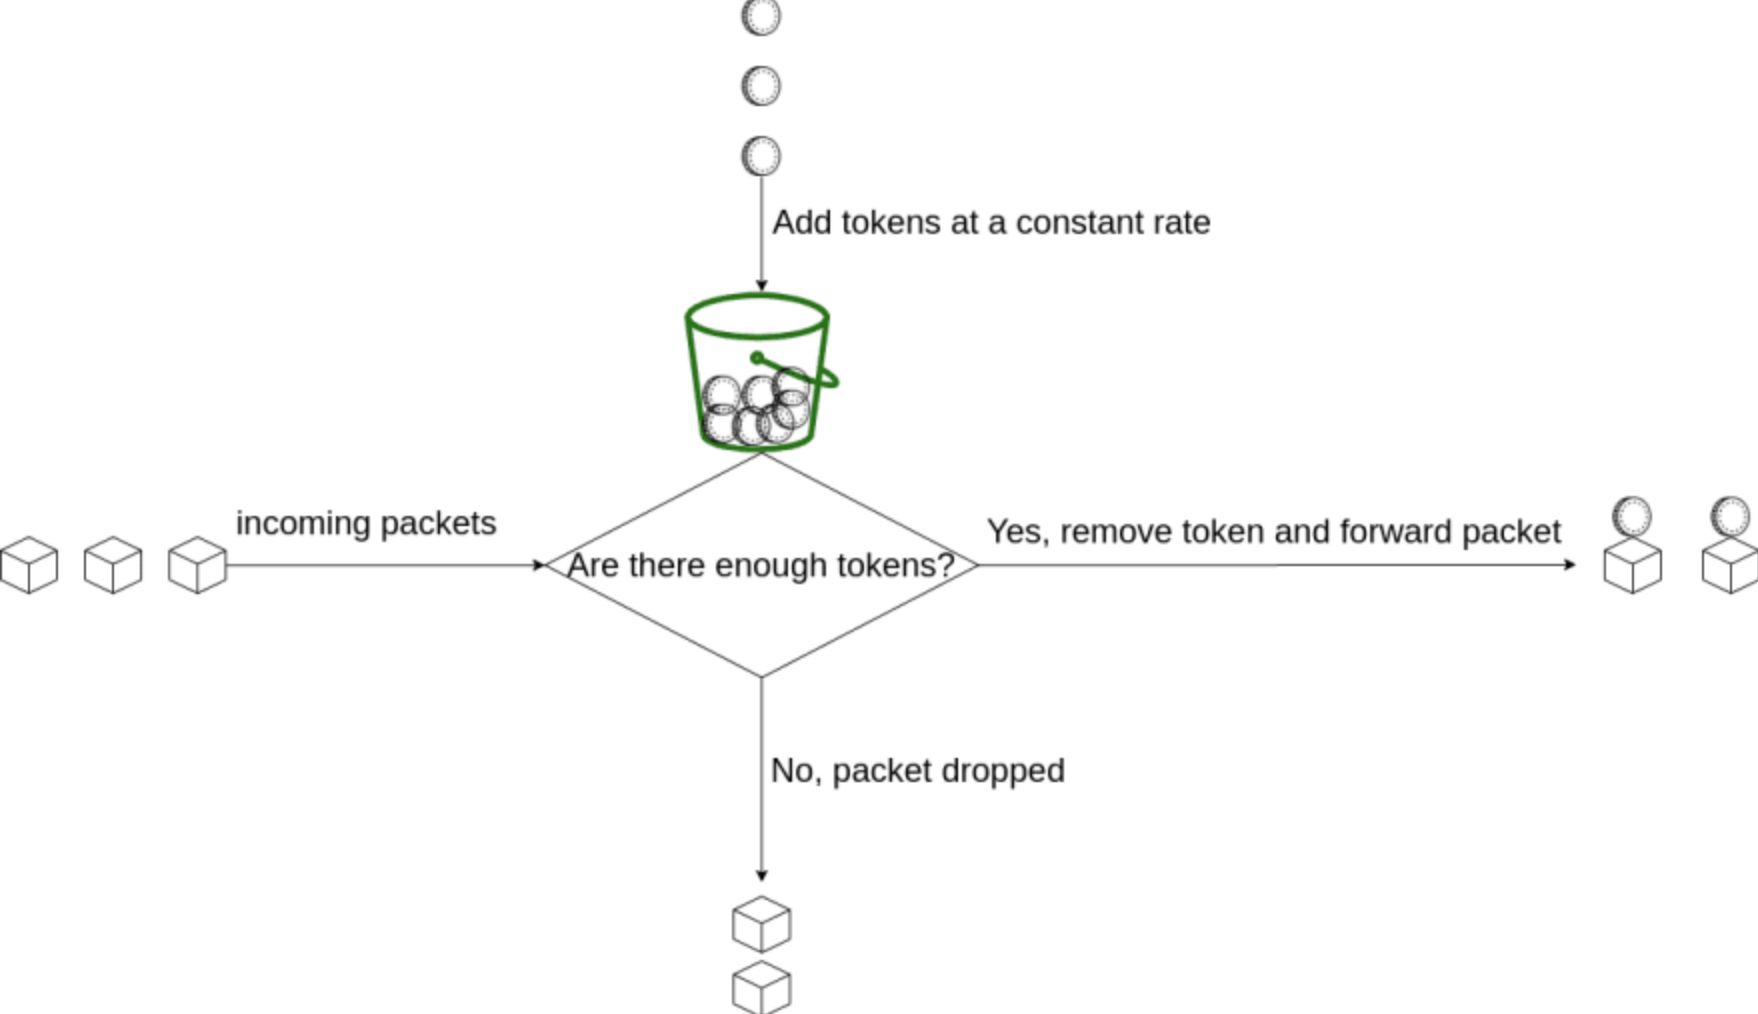 Add tokens at a constant rate
incoming packets
Are there enough tokens?
Yes, remove token and forward packet
No, packet dropped